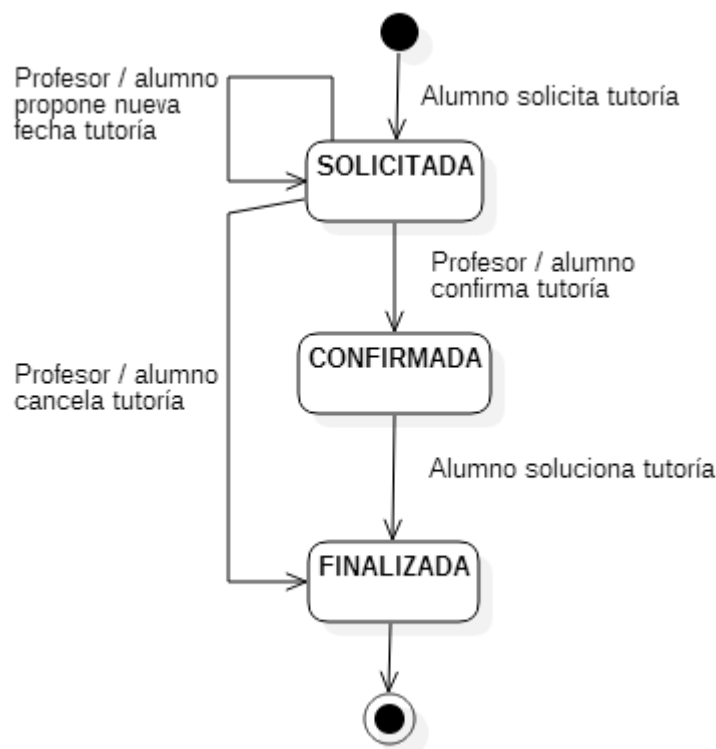 Profesor / alumno
propone nueva
fecha tutoría
Alumno solicita tutoría
SOLICITADA
Profesor / alumno
confirma tutoría
CONFIRMADA
Profesor / alumno
cancela tutoría
Alumno soluciona tutoría
FINALIZADA